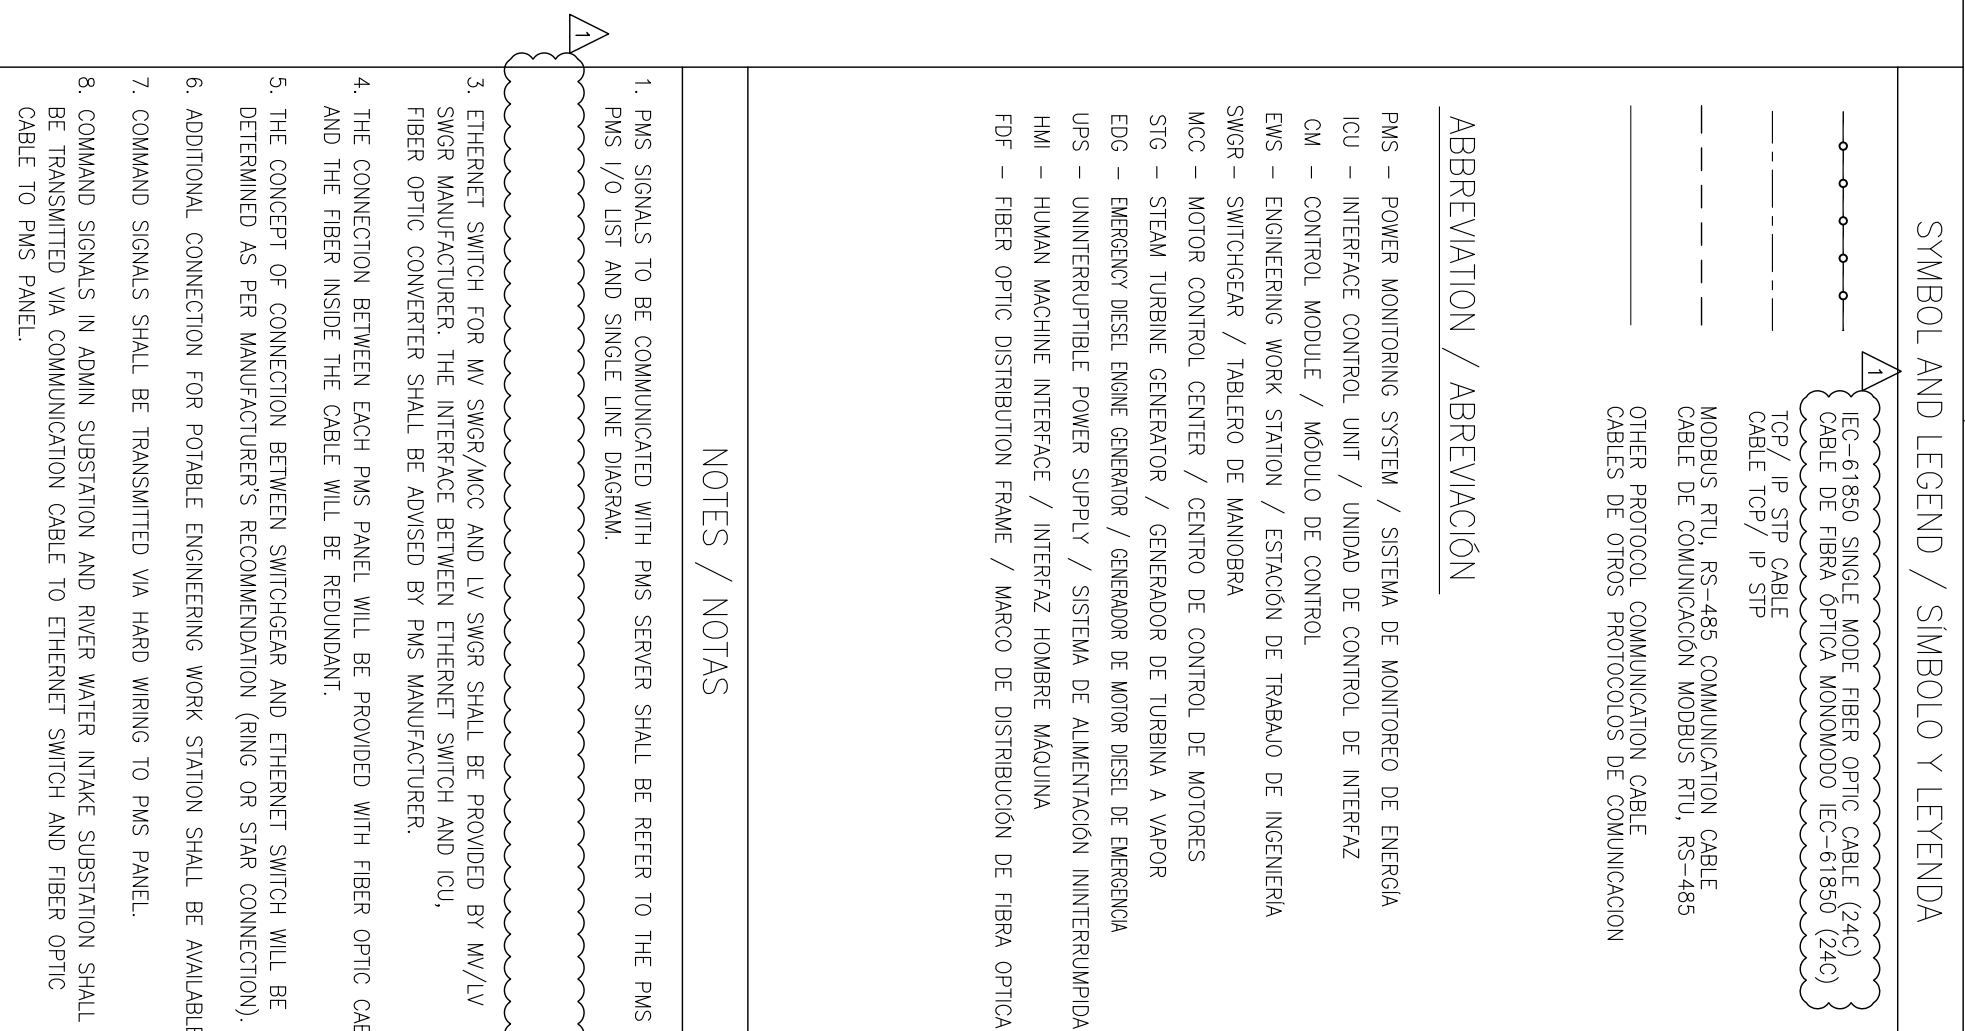 SYMBOL AND LEGEND / SÍMBOLO Y LEYENDA
1
IEC-61850 SINGLE MODE FIBER OPTIC CABLE (24C)
CABLE DE FIBRA ÓPTICA MONOMODO IEC-61850 (24C)
TCP/ IP STP CABLE
CABLE TCP/ IP STP
MODBUS RTU, RS-485 COMMUNICATION CABLE
CABLE DE COMUNICACIÓN MODBUS RTU, RS-485
OTHER PROTOCOL COMMUNICATION CABLE
CABLES DE OTROS PROTOCOLOS DE COMUNICACION
ABBREVIATION / ABREVIACIÓN
PMS - POWER MONITORING SYSTEM / SISTEMA DE MONITOREO DE ENERGÍA
ICU - INTERFACE CONTROL UNIT / UNIDAD DE CONTROL DE INTERFAZ
CM - CONTROL MODULE / MÓDULO DE CONTROL
EWS - ENGINEERING WORK STATION / ESTACIÓN DE TRABAJO DE INGENIERÍA
SWGR - SWITCHGEAR / TABLERO DE MANIOBRA
MCC - MOTOR CONTROL CENTER / CENTRO DE CONTROL DE MOTORES
STG - STEAM TURBINE GENERATOR / GENERADOR DE TURBINA A VAPOR
EDG - EMERGENCY DIESEL ENGINE GENERATOR / GENERADOR DE MOTOR DIESEL DE EMERGENCIA
UPS - UNINTERRUPTIBLE POWER SUPPLY / SISTEMA DE ALIMENTACIÓN ININTERRUMPIDA
HMI - HUMAN MACHINE INTERFACE / INTERFAZ HOMBRE MÁQUINA
FDF - FIBER OPTIC DISTRIBUTION FRAME / MARCO DE DISTRIBUCIÓN DE FIBRA OPTICA
NOTES / NOTAS
1. PMS SIGNALS TO BE COMMUNICATED WITH PMS SERVER SHALL BE REFER TO THE PMS
PMS I/O LIST AND SINGLE LINE DIAGRAM.
1
3. ETHERNET SWITCH FOR MV SWGR/MCC AND LV SWGR SHALL BE PROVIDED BY MV/LV
SWGR MANUFACTURER. THE INTERFACE BETWEEN ETHERNET SWITCH AND ICU,
FIBER OPTIC CONVERTER SHALL BE ADVISED BY PMS MANUFACTURER.
4. THE CONNECTION BETWEEN EACH PMS PANEL WILL BE PROVIDED WITH FIBER OPTIC CAB
AND THE FIBER INSIDE THE CABLE WILL BE REDUNDANT.
5. THE CONCEPT OF CONNECTION BETWEEN SWITCHGEAR AND ETHERNET SWITCH WILL BE
DETERMINED AS PER MANUFACTURER'S RECOMMENDATION (RING OR STAR CONNECTION).
6. ADDITIONAL CONNECTION FOR POTABLE ENGINEERING WORK STATION SHALL BE AVAILABLE
7. COMMAND SIGNALS SHALL BE TRANSMITTED VIA HARD WIRING TO PMS PANEL.
8. COMMAND SIGNALS IN ADMIN SUBSTATION AND RIVER WATER INTAKE SUBSTATION SHALL
BE TRANSMITTED VIA COMMUNICATION CABLE TO ETHERNET SWITCH AND FIBER OPTIC
CABLE TO PMS PANEL.